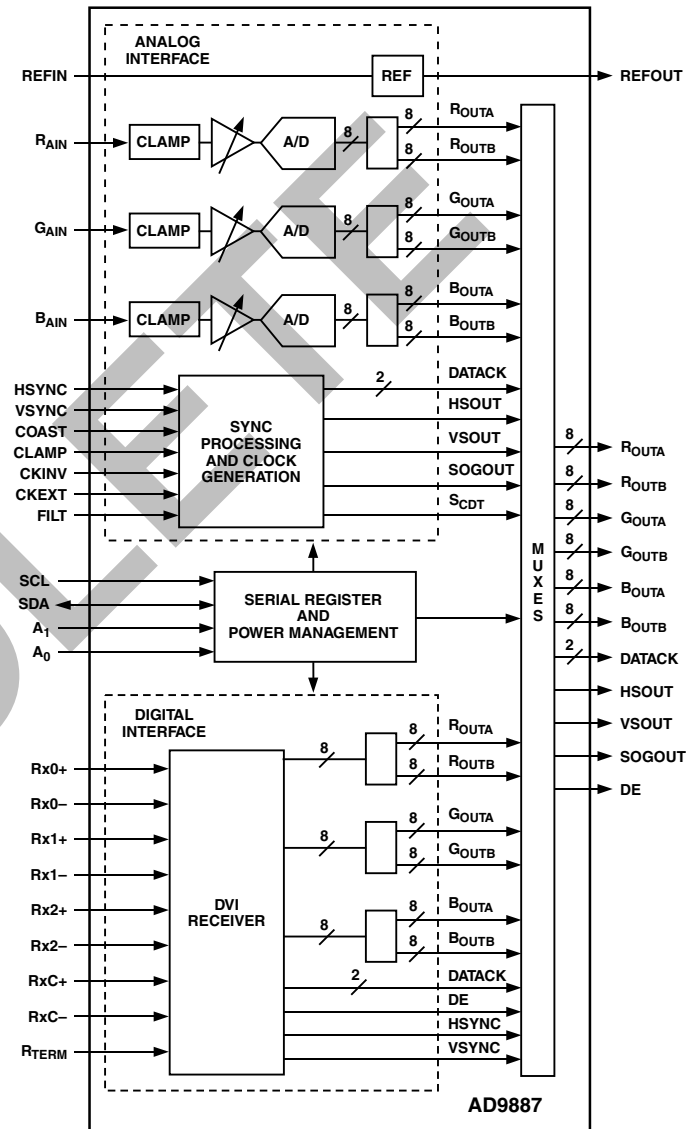 ANALOG
INTERFACE
REFIN
REF
REFOUT
RAIN
CLAMP
A/D
8
8
ROUTA
8
ROUTB
GAIN
CLAMP
A/D
8
8
GOUTA
8
GOUTB
BAIN
CLAMP
A/D
8
8
BOUTA
8
BOUTB
HSYNC
VSYNC
COAST
CLAMP
CKINV
CKEXT
FILT
SYNC
PROCESSING
AND CLOCK
GENERATION
2
DATACK
HSOUT
VSOUT
SOGOUT
SCDT
SCL
SDA
A1
A0
SERIAL REGISTER
AND
POWER MANAGEMENT
MUXES
8
ROUTA
8
ROUTB
8
GOUTA
8
GOUTB
8
BOUTA
8
BOUTB
2
DATACK
HSOUT
VSOUT
SOGOUT
DE
DIGITAL
INTERFACE
Rx0+
Rx0–
Rx1+
Rx1–
Rx2+
Rx2–
RxC+
RxC–
RTERM
DVI
RECEIVER
8
8
ROUTA
8
ROUTB
8
8
GOUTA
8
GOUTB
8
8
BOUTA
8
BOUTB
2
DATACK
DE
HSYNC
VSYNC
AD9887
OLETE